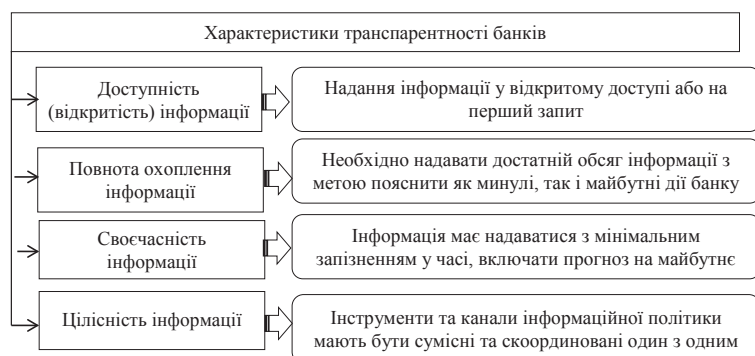 Характеристики транспарентності банків
Доступність
(відкритість) інформації
Надання інформації у відкритого доступі або на
перший запит
Повнота охоплення
інформації
Необхідно надавати достатній обсяг інформації з
метою пояснити як минулі, так і майбутні дії банку
Своєчасність
інформації
Інформація має надаватися з мінімальним
запізненням у часі, включати прогноз на майбутнє
Цілісність інформації
Інструменти та канали інформаційної політики
мають бути сумісні та скоординовані один з одним